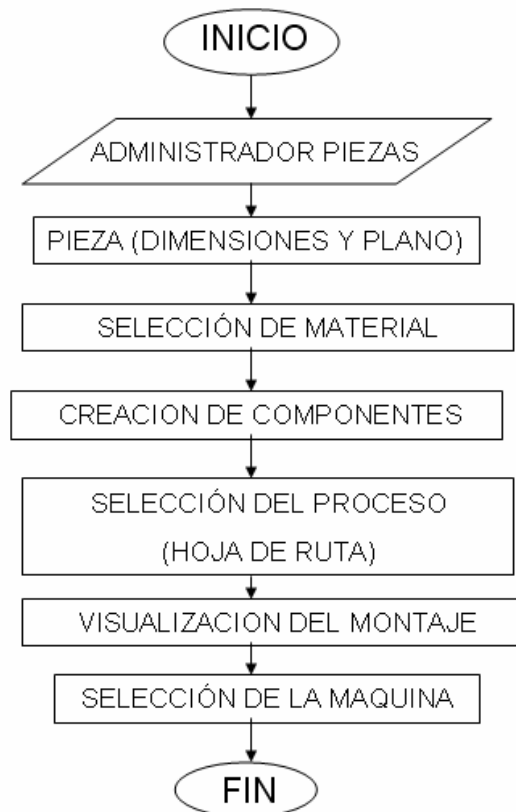 INICIO
ADMINISTRADOR PIEZAS
PIEZA (DIMENSIONES Y PLANO)
SELECCIÓN DE MATERIAL
CREACION DE COMPONENTES
SELECCIÓN DEL PROCESO
(HOJA DE RUTA)
VISUALIZACION DEL MONTAJE
SELECCIÓN DE LA MAQUINA
FIN